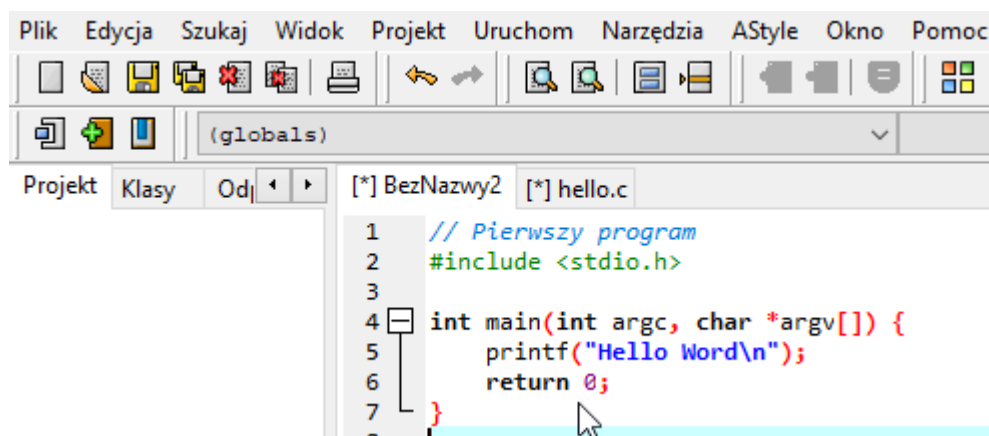 Plik Edycja Szukaj Widok Projekt Uruchom Narzędzia AStyle Okno Pomoc
(globals)
Projekt Klasy Od
[*] BezNazwy2 [*] hello.c
1 // Pierwszy program
2 #include <stdio.h>
3
4 int main(int argc, char *argv[]) {
5 printf("Hello Word\n");
6 return 0;
7 }